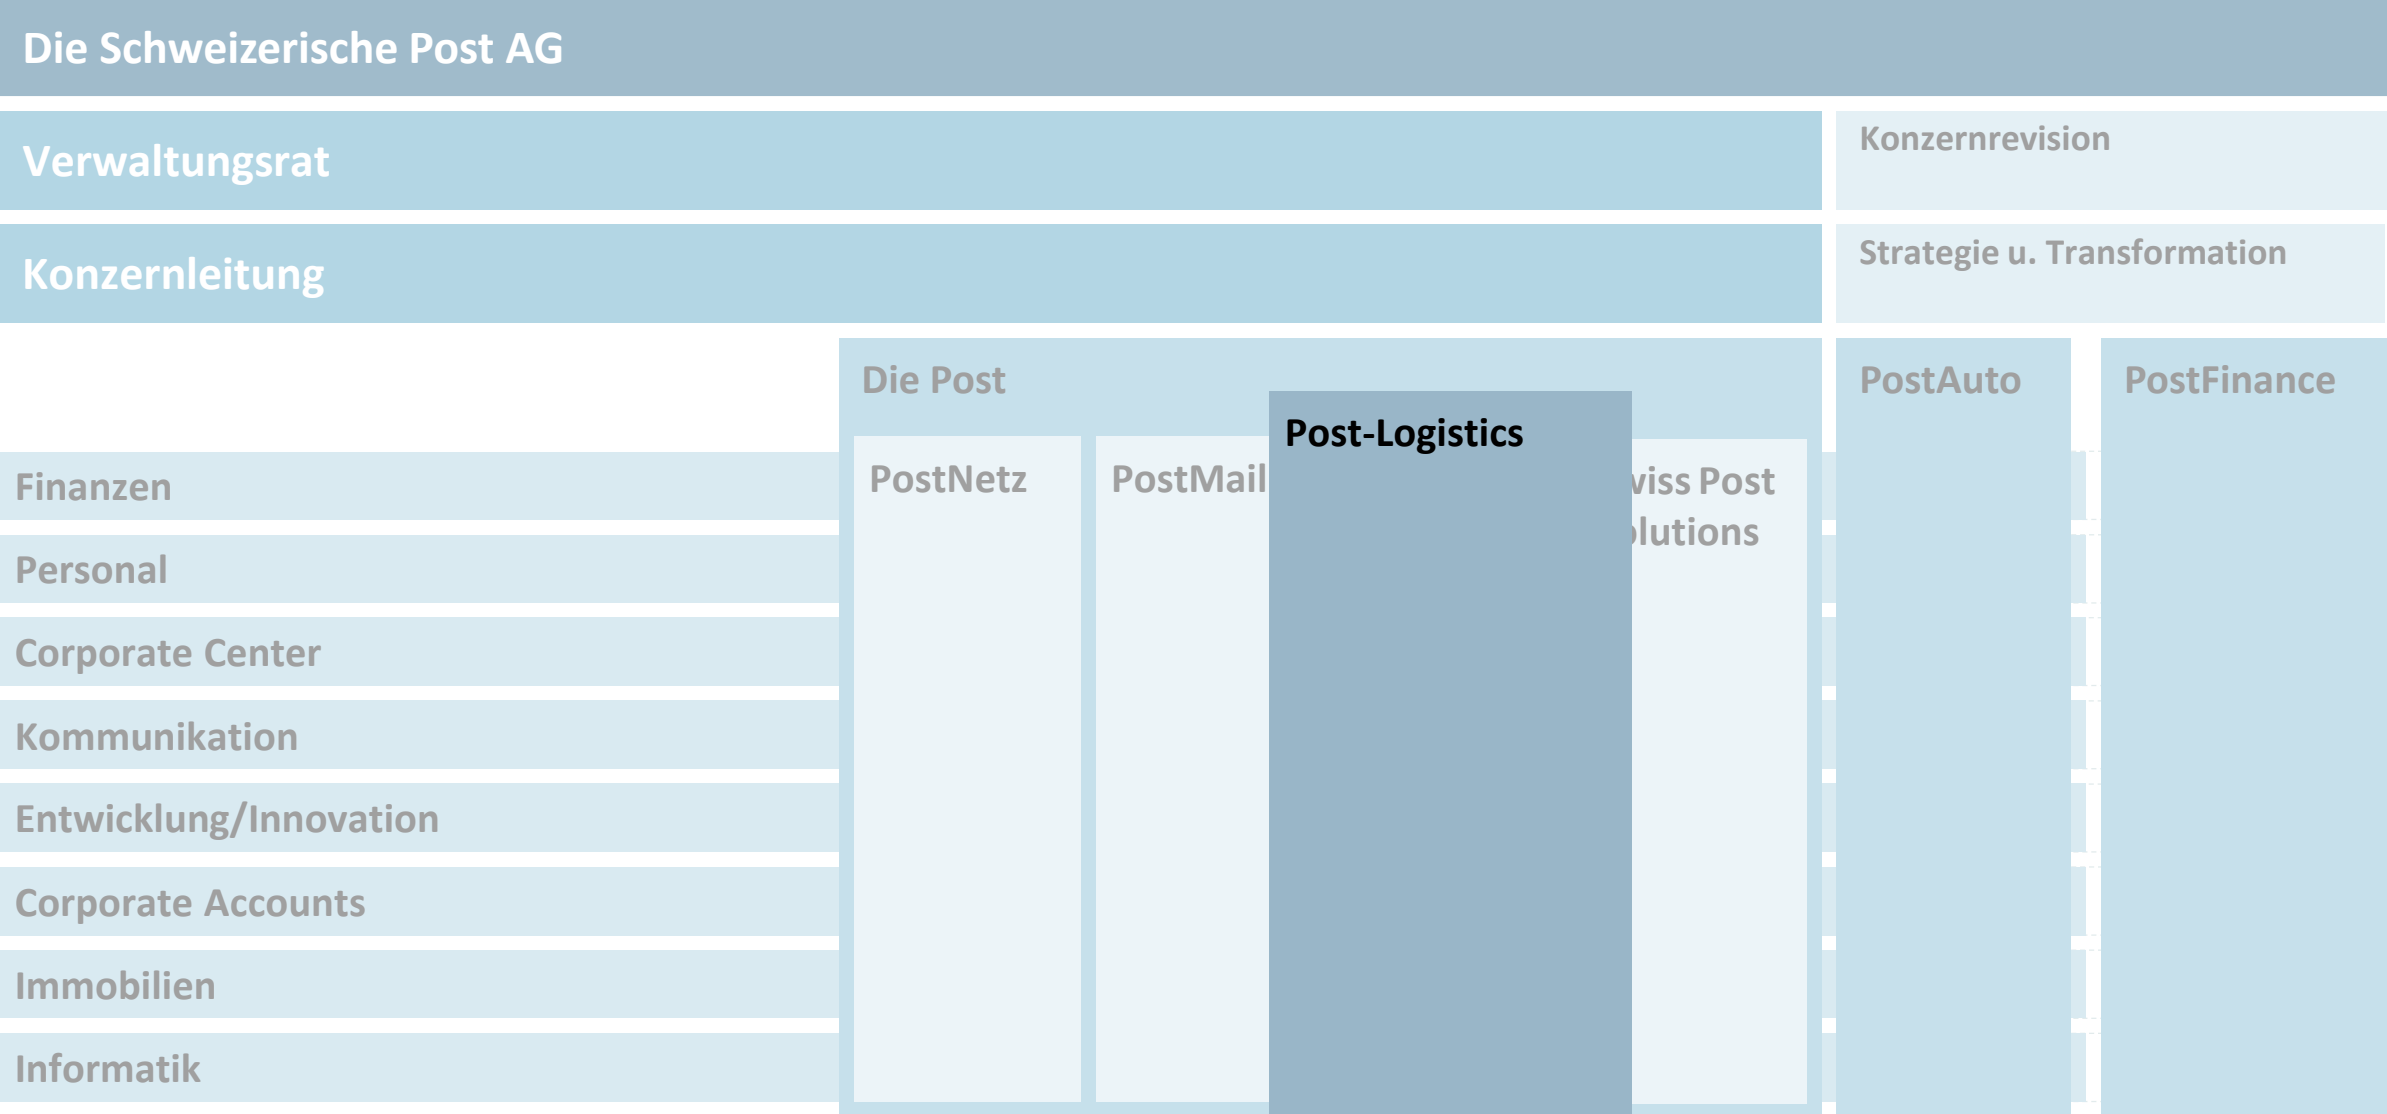 Die Schweizerische Post AG
Verwaltungsrat
Konzernrevision
Konzernleitung
Strategie u. Transformation
Die Post
PostAuto
PostFinance
Post-Logistics
PostNetz
PostMail
Post
Finanzen
Personal
Corporate Center
Kommunikation
Entwicklung/Innovation
Corporate Accounts
Immobilien
Informatik